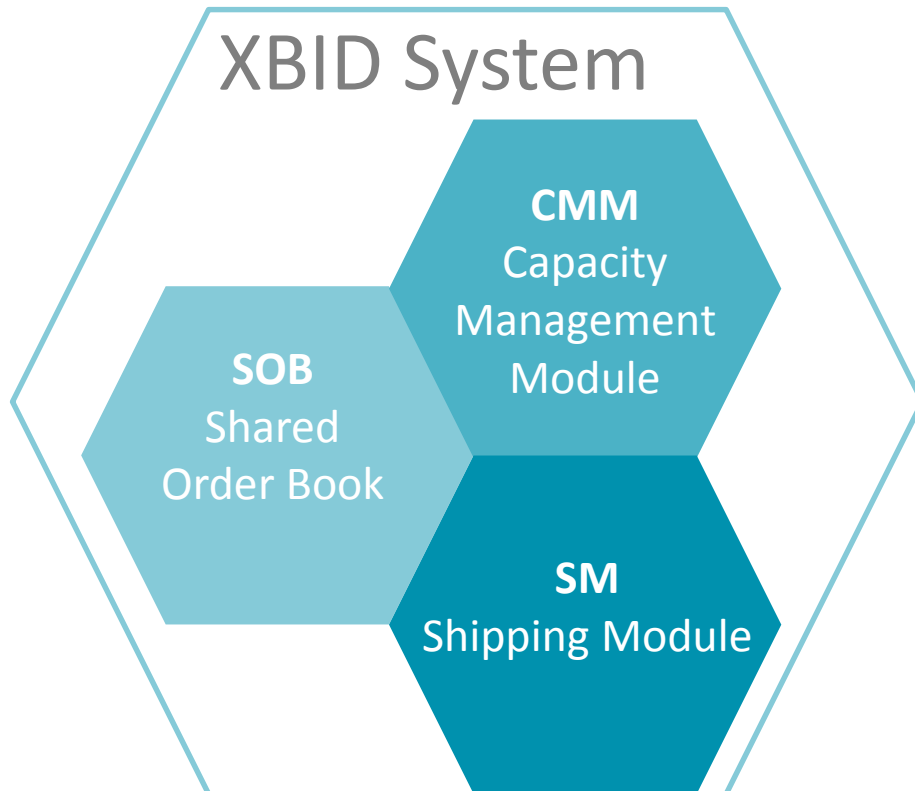 XBID System
CMM
Capacity
Management
Module
SOB
Shared
Order Book
SM
Shipping Module